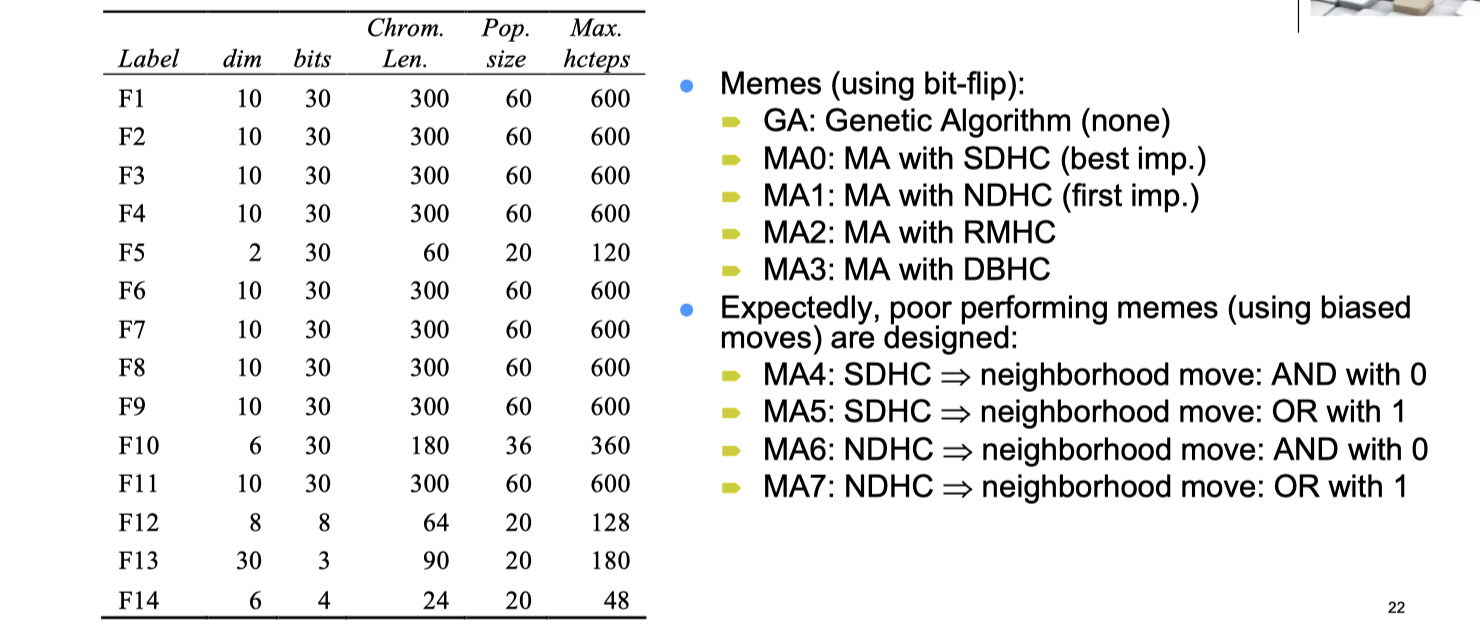 Chrom. Pop. Max.
Label dim bits Len. size hcteps
F1 10 30 300 60 600
F2 10 30 300 60 600
F3 10 30 300 60 600
F4 10 30 300 60 600
F5 2 30 60 20 120
F6 10 30 300 60 600
F7 10 30 300 60 600
F8 10 30 300 60 600
F9 10 30 300 60 600
F10 6 30 180 36 360
F11 10 30 300 60 600
F12 8 8 64 20 128
F13 30 3 90 20 180
F14 6 4 24 20 48
Memes (using bit-flip):
GA: Genetic Algorithm (none)
MA0: MA with SDHC (best imp.)
MA1: MA with NDHC (first imp.)
MA2: MA with RMHC
MA3: MA with DBHC
Expectedly, poor performing memes (using biased
moves) are designed:
MA4: SDHC ⇒ neighborhood move: AND with 0
MA5: SDHC ⇒ neighborhood move: OR with 1
MA6: NDHC ⇒ neighborhood move: AND with 0
MA7: NDHC ⇒ neighborhood move: OR with 1
22